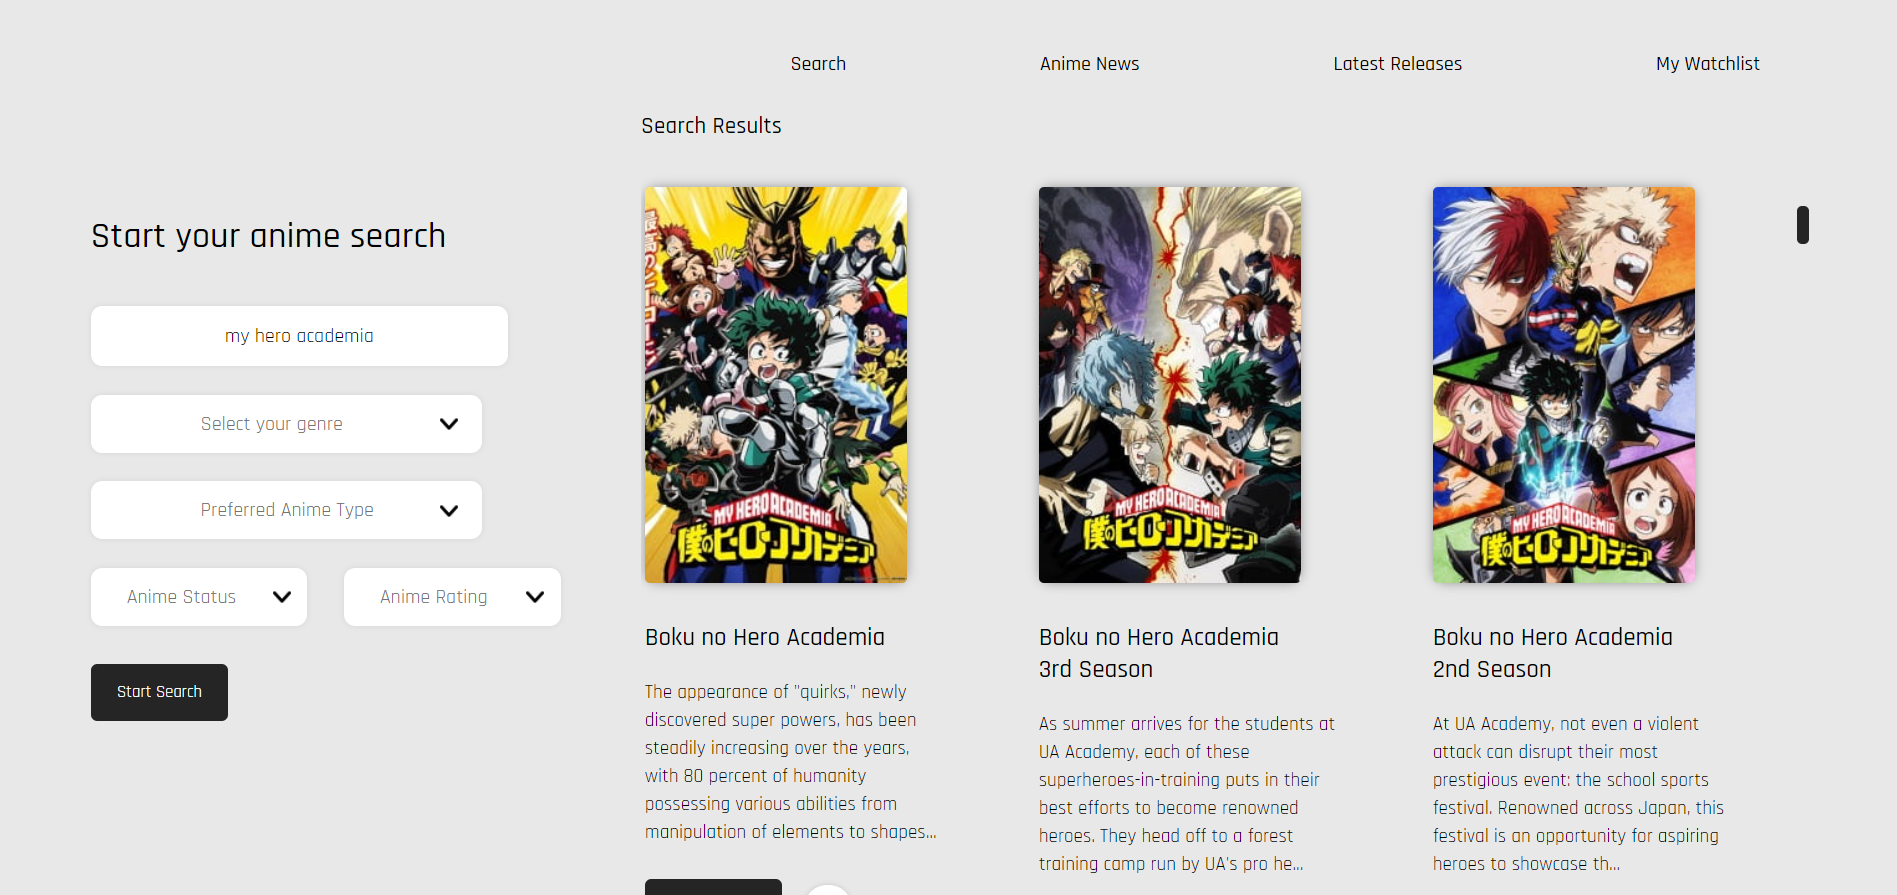 Search
Anime News
Latest Releases
My Watchlist
Search Results
Start your anime search
my hero academia
Select your genre
Preferred Anime Type
Anime Status
Anime Rating
Start Search
MY HERO ACADEMIA
僕のヒーローアカデミア
Boku no Hero Academia
The appearance of "quirks," newly
discovered super powers, has been
steadily increasing over the years,
with 80 percent of humanity
possessing various abilities from
manipulation of elements to shapes...
MY HERO ACADEMIA
僕のヒーローアカデミア
Boku no Hero Academia
3rd Season
As summer arrives for the students at
UA Academy, each of these
superheroes-in-training puts in their
best efforts to become renowned
heroes. They head off to a forest
training camp run by UA's pro he...
MY HERO ACADEMIA
僕のヒーローアカデミア
Boku no Hero Academia
2nd Season
At UA Academy, not even a violent
attack can disrupt their most
prestigious event: the school sports
festival. Renowned across Japan, this
festival is an opportunity for aspiring
heroes to showcase th...